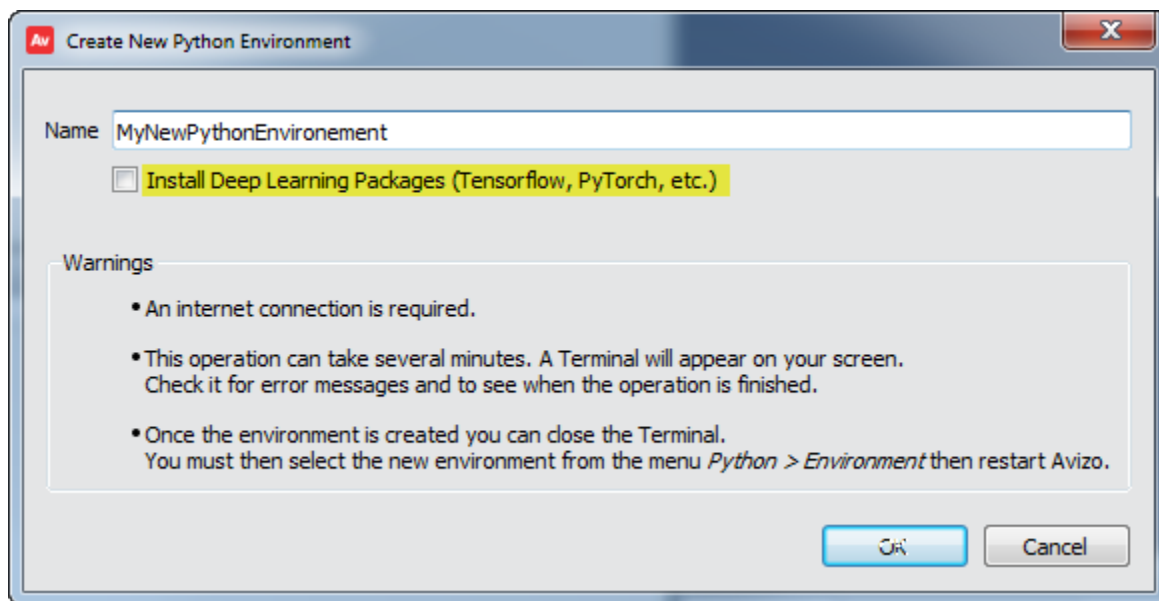 Av Create New Python Environment
Name MyNewPythonEnvironement
Install Deep Learning Packages (Tensorflow, PyTorch, etc.)
Warnings
• An internet connection is required.
• This operation can take several minutes. A Terminal will appear on your screen.
Check it for error messages and to see when the operation is finished.
• Once the environment is created you can close the Terminal.
You must then select the new environment from the menu Python > Environment then restart Avizo.
OK Cancel